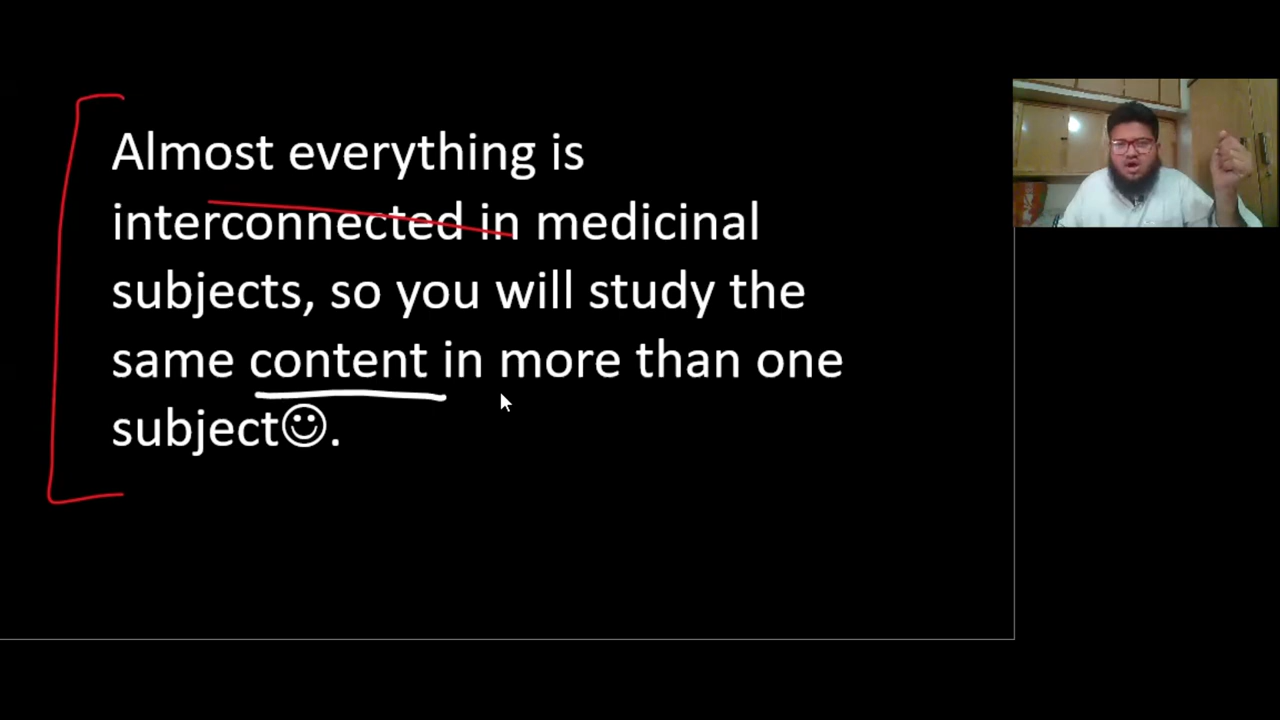 Almost everything is
interconnected in medicinal
subjects, so you will study the
same content in more than one
subject☺.